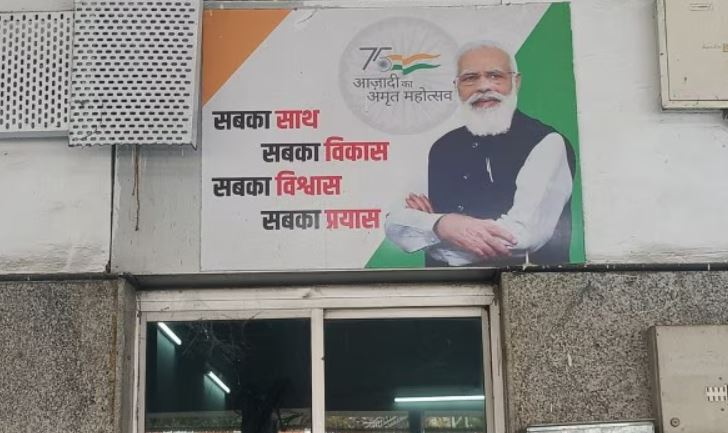 75
आज़ादी का
अमृत महोत्सव
सबका साथ
सबका विकास
सबका विश्वास
सबका प्रयास